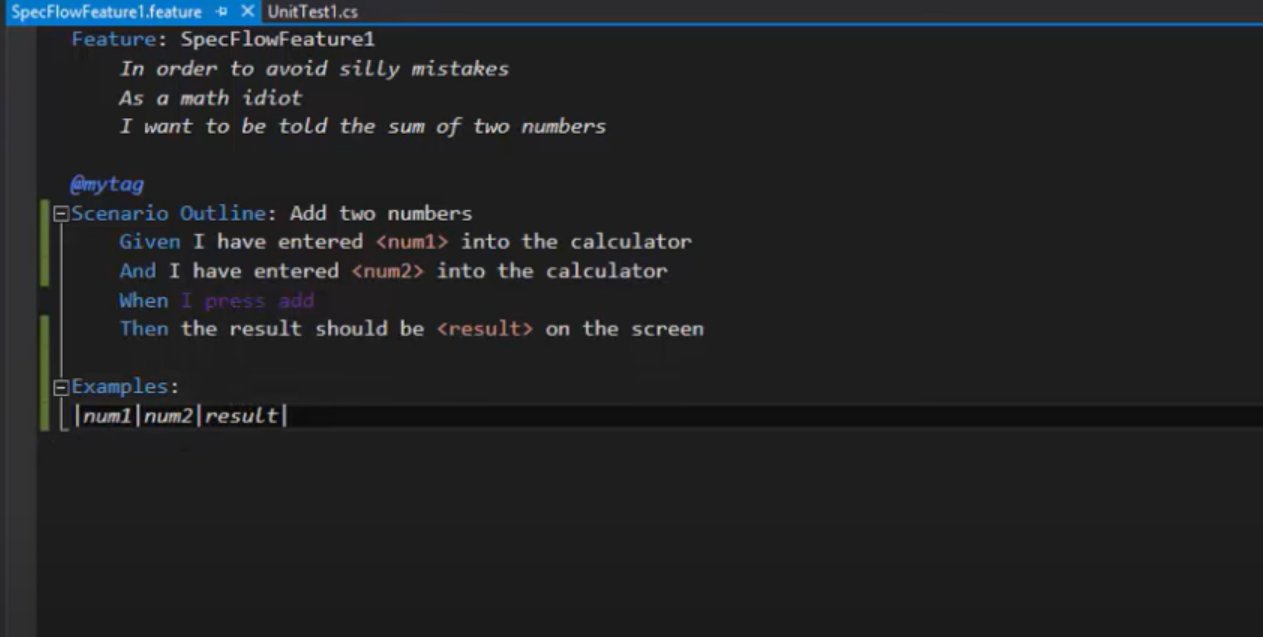 SpecFlowFeature1.feature UnitTest1.cs
Feature: SpecFlowFeature1
In order to avoid silly mistakes
As a math idiot
I want to be told the sum of two numbers
@mytag
Scenario Outline: Add two numbers
Given I have entered <num1> into the calculator
And I have entered <num2> into the calculator
When I press add
Then the result should be <result> on the screen
Examples:
|num1|num2|result|